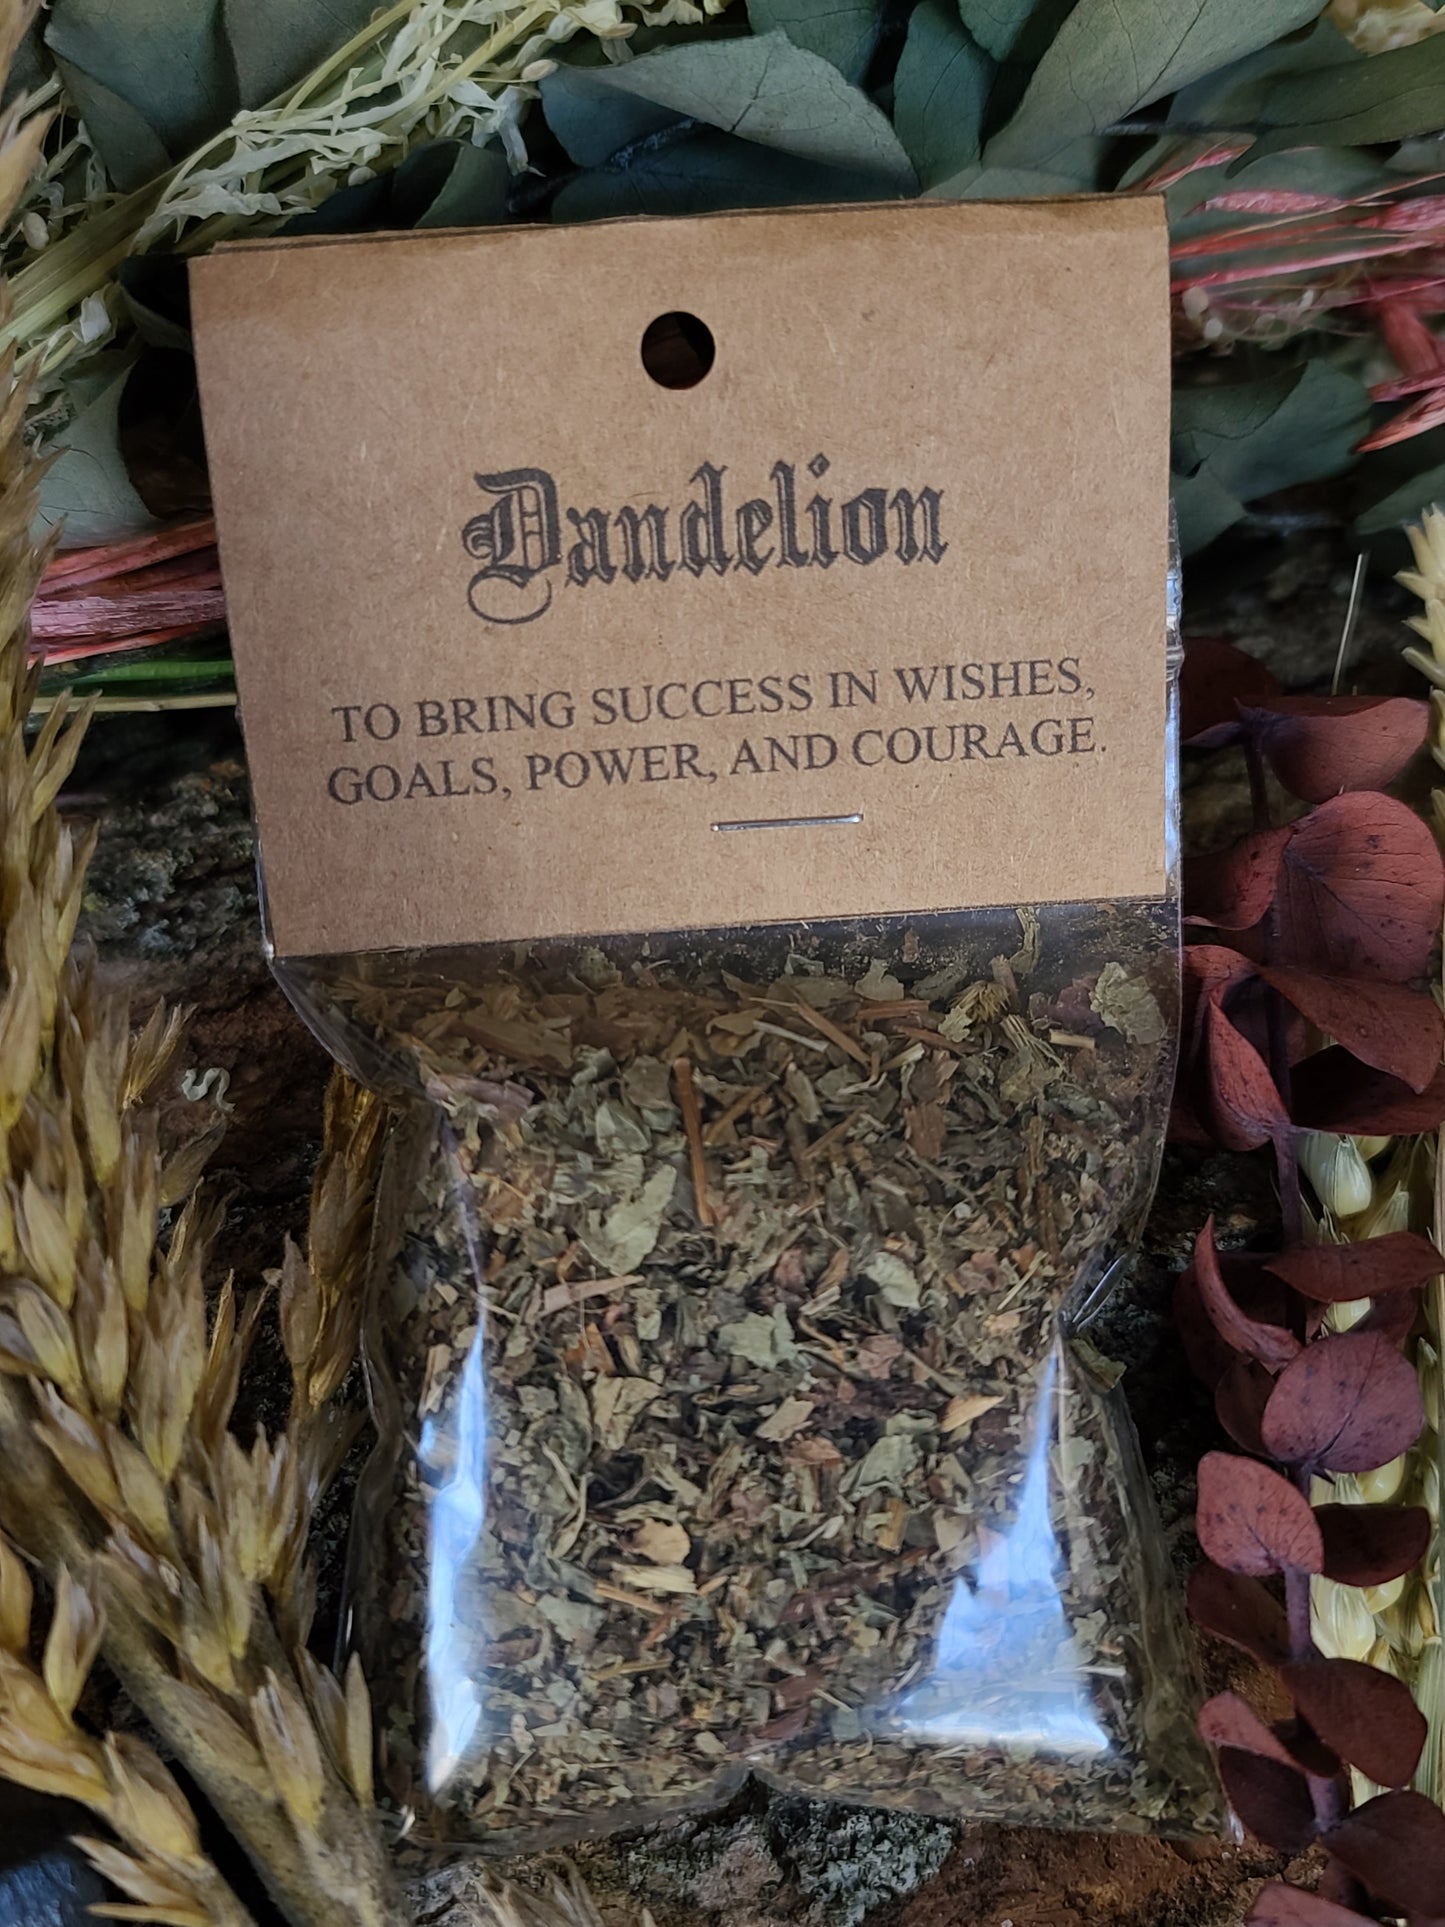 Dandelion
TO BRING SUCCESS IN WISHES,
GOALS, POWER, AND COURAGE.